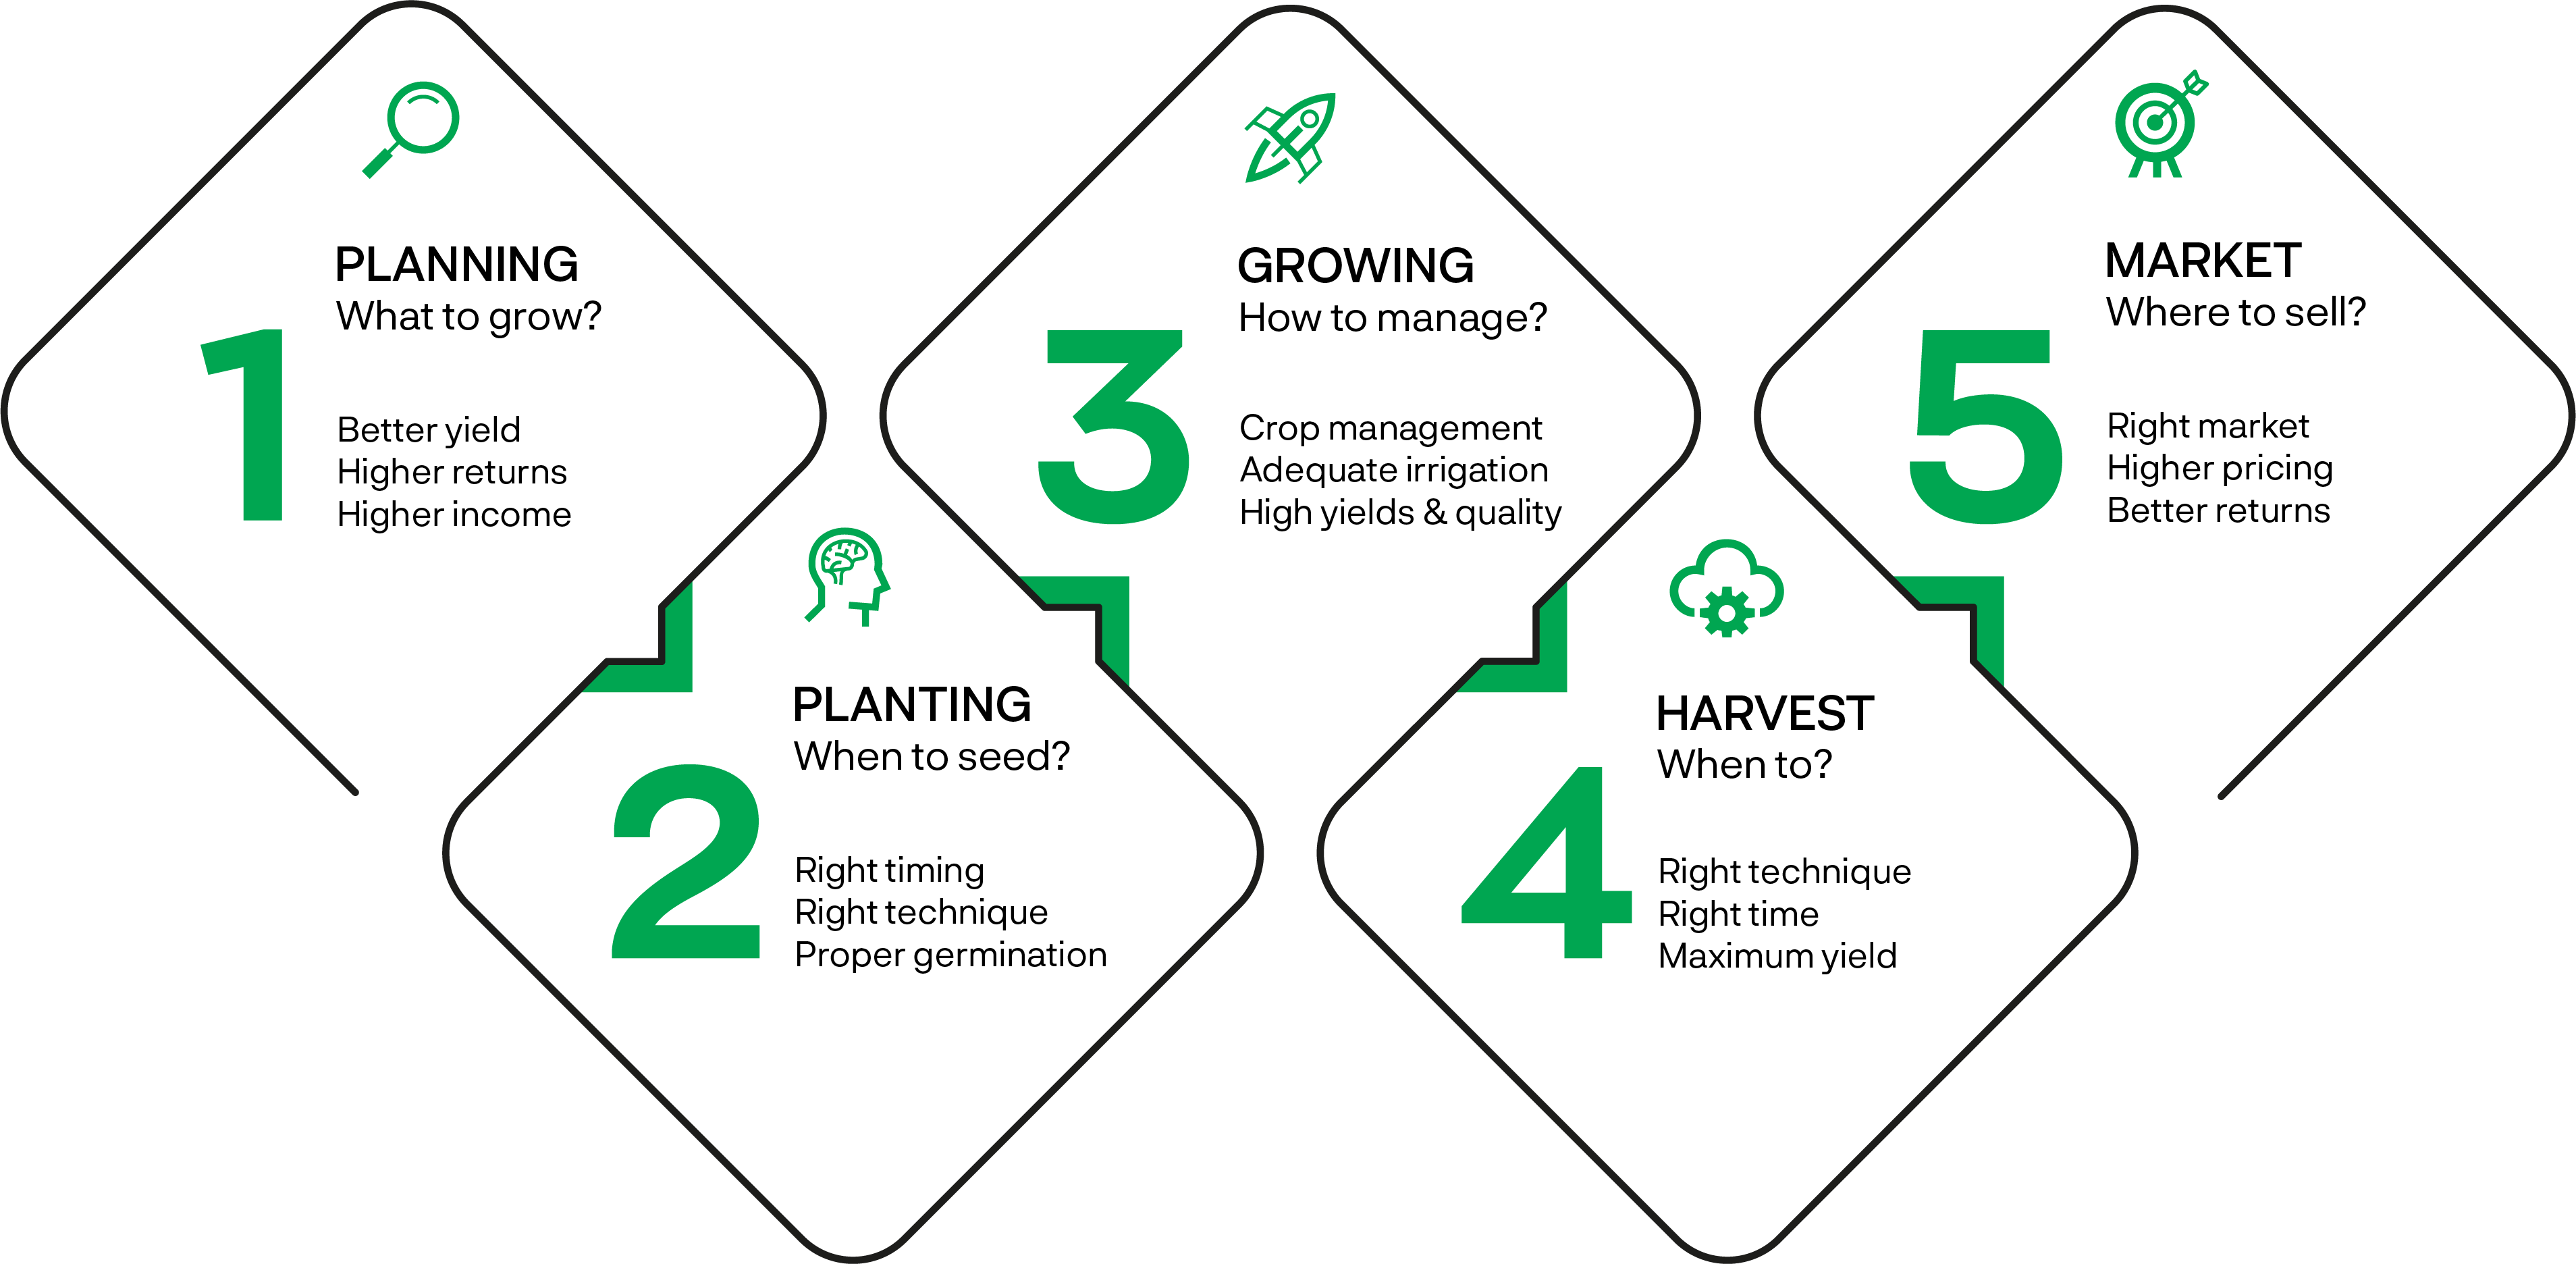 1
PLANNING
What to grow?
Better yield
Higher returns
Higher income
2
PLANTING
When to seed?
Right timing
Right technique
Proper germination
3
GROWING
How to manage?
Crop management
Adequate irrigation
High yields & quality
4
HARVEST
When to?
Right technique
Right time
Maximum yield
5
MARKET
Where to sell?
Right market
Higher pricing
Better returns